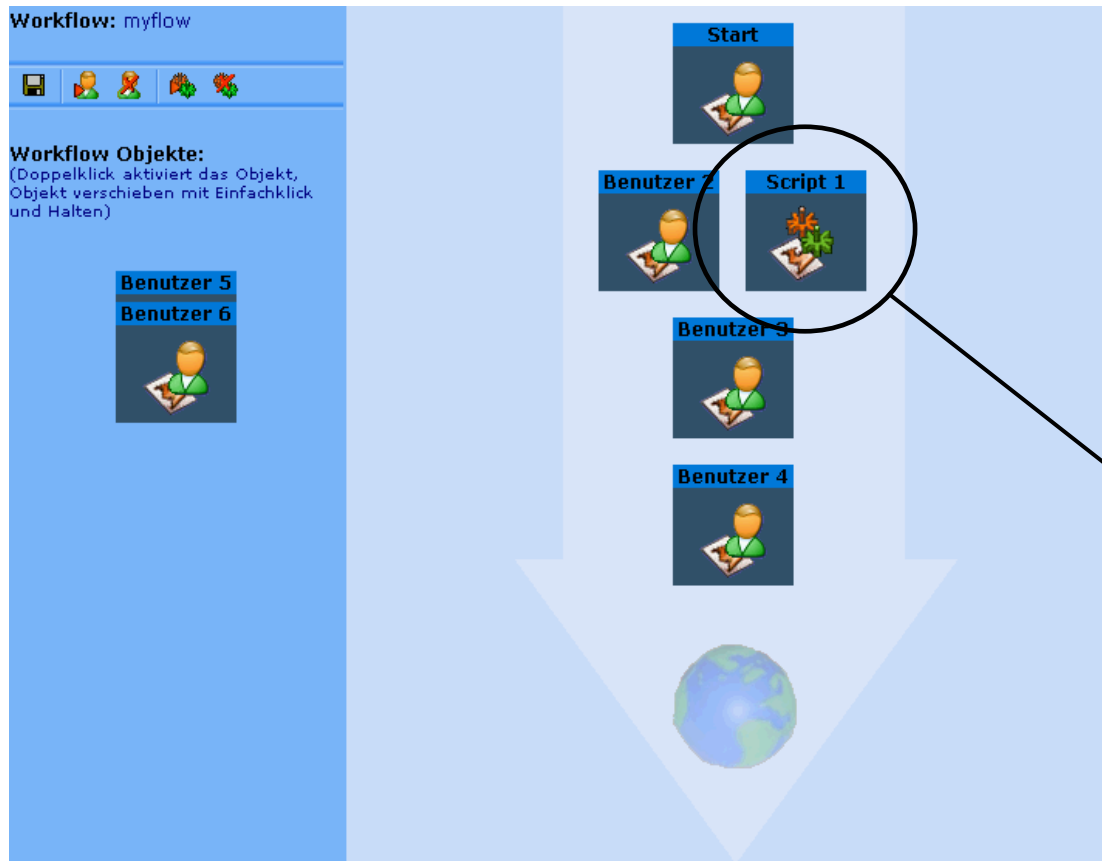 Workflow: myflow
Workflow Objekte:
(Doppelklick aktiviert das Objekt,
Objekt verschieben mit Einfachklick
und Halten)
Benutzer 5
Benutzer 6
Start
Benutzer 2
Script 1
Benutzer 3
Benutzer 4